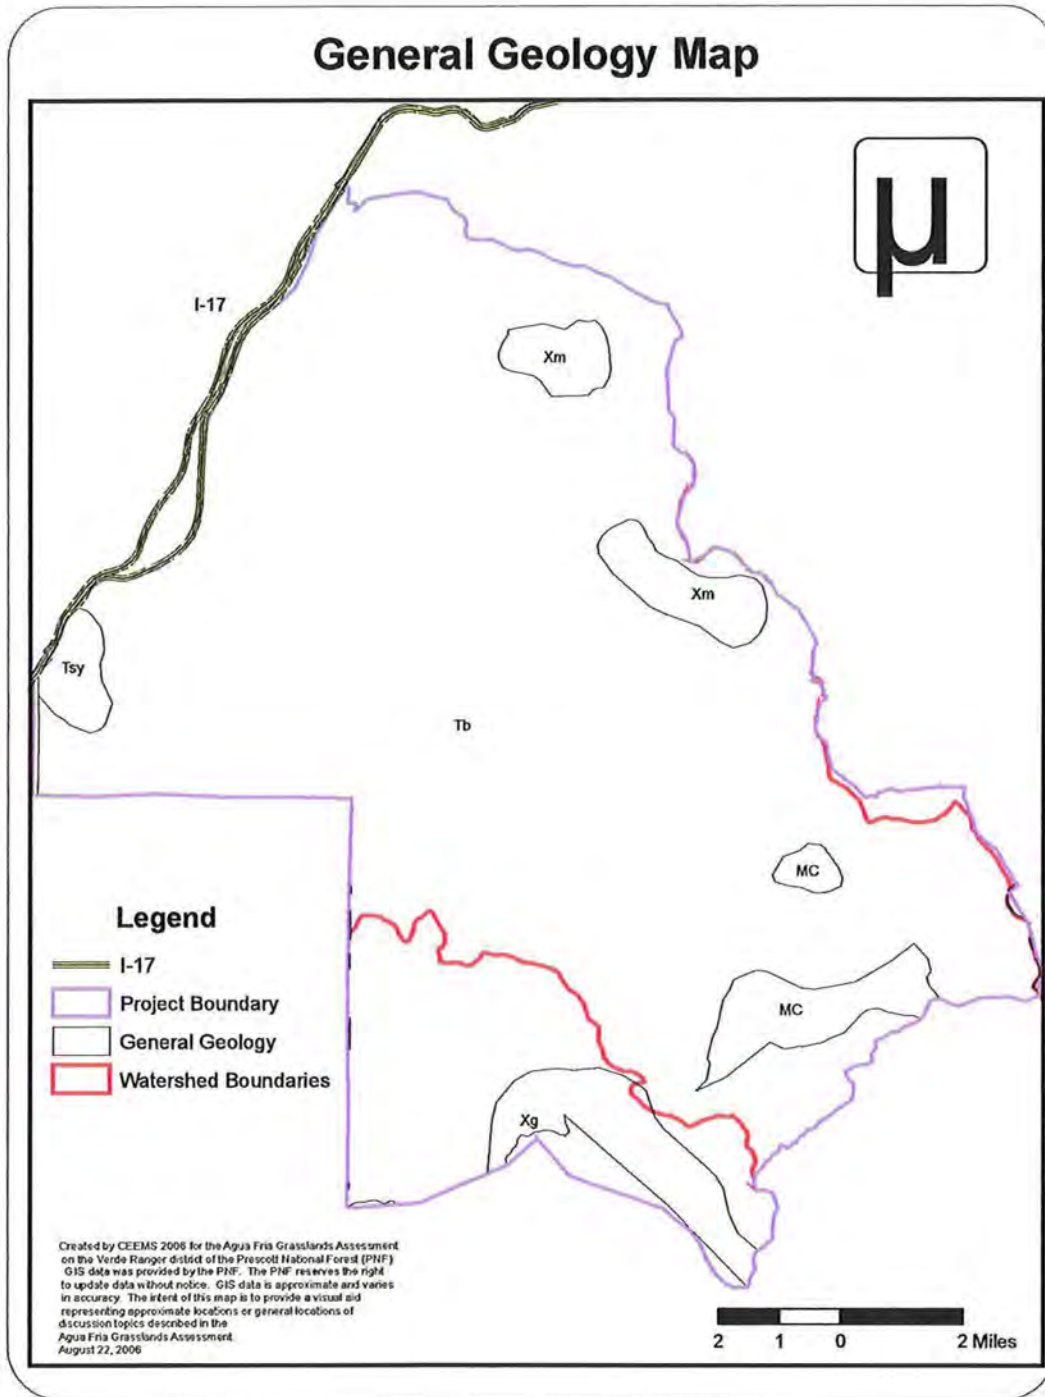 General Geology Map
µ
I-17
Xm
Xm
Tsy
Tb
MC
MC
Xg
Legend
I-17
Project Boundary
General Geology
Watershed Boundaries
Created by CEEMS 2006 for the Agua Fria Grasslands Assessment
on the Verde Ranger district of the Prescott National Forest (PNF)
GIS data was provided by the PNF. The PNF reserves the right
to update data without notice. GIS data is approximate and varies
in accuracy. The intent of this map is to provide a visual aid
representing approximate locations or general locations of
discussion topics described in the
Agua Fria Grasslands Assessment
August 22, 2006
2 1 0 2 Miles